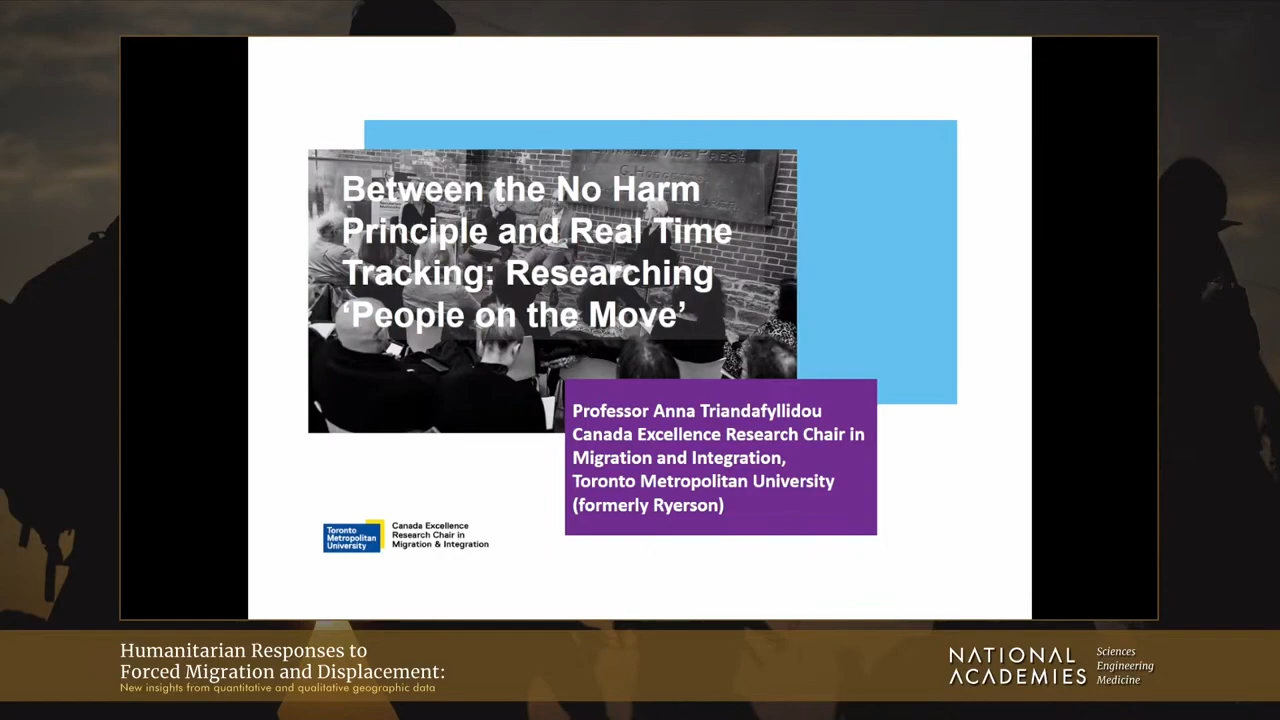 Between the No Harm
Principle and Real Time
Tracking: Researching
‘People on the Move’
Professor Anna Triandafyllidou
Canada Excellence Research Chair in
Migration and Integration,
Toronto Metropolitan University
(formerly Ryerson)
Toronto
Metropolitan
University
Canada Excellence
Research Chair in
Migration & Integration
Humanitarian Responses to
Forced Migration and Displacement:
New insights from quantitative and qualitative geographic data
NATIONAL
ACADEMIES
Sciences
Engineering
Medicine